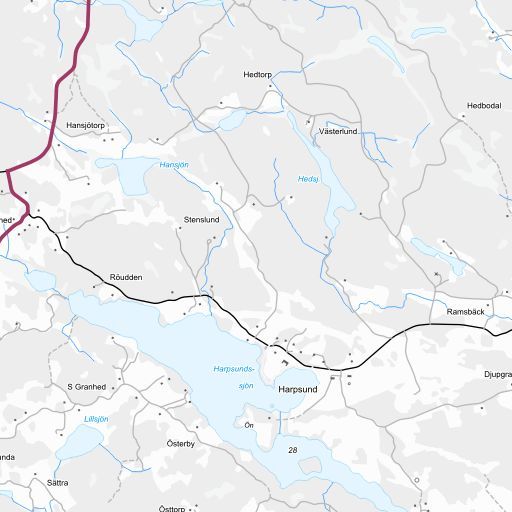 Hedtorp
Hedbodal
Hansjötorp
Västerlund
Hansjön
Hedsj.
Stenslund
Röudden
Ramsbäck
Harpsunds-
sjön
Djupgra
S Granhed
Harpsund
Lillsjön
Ön
Österby
28
Sättra
Östtorp